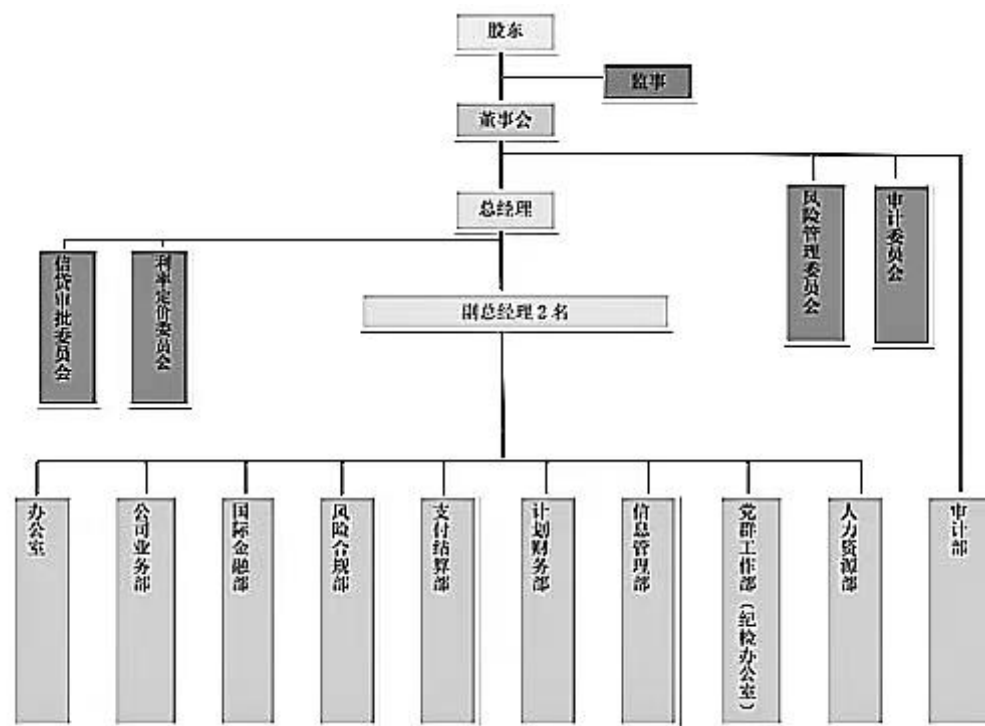 股东
监事
董事会
总经理
风险管理委员会
审计委员会
信贷审批委员会
利率定价委员会
副总经理2名
办公室
公司业务部
国际金融部
风险合规部
支付结算部
计划财务部
信息管理部
党群工作部（纪检办公室）
人力资源部
审计部